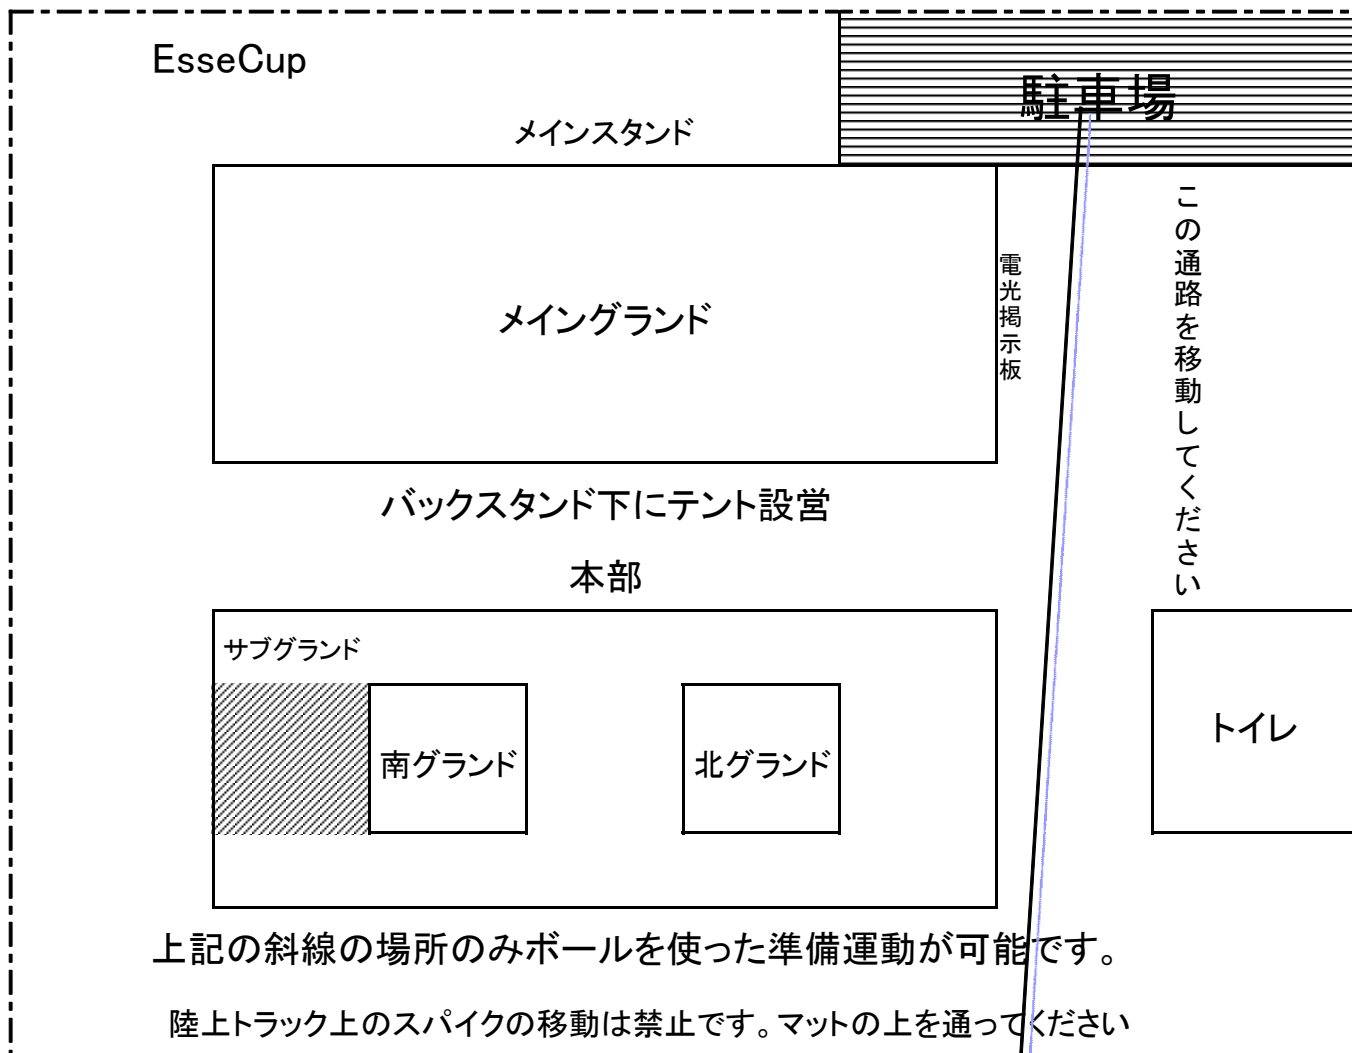 EsseCup
駐車場
メインスタンド
この通路を移動してください
電光掲示板
メイングランド
バックスタンド下にテント設営
本部
サブグランド
南グランド
北グランド
トイレ
上記の斜線の場所のみボールを使った準備運動が可能です。
陸上トラック上のスパイクの移動は禁止です。マットの上を通ってください